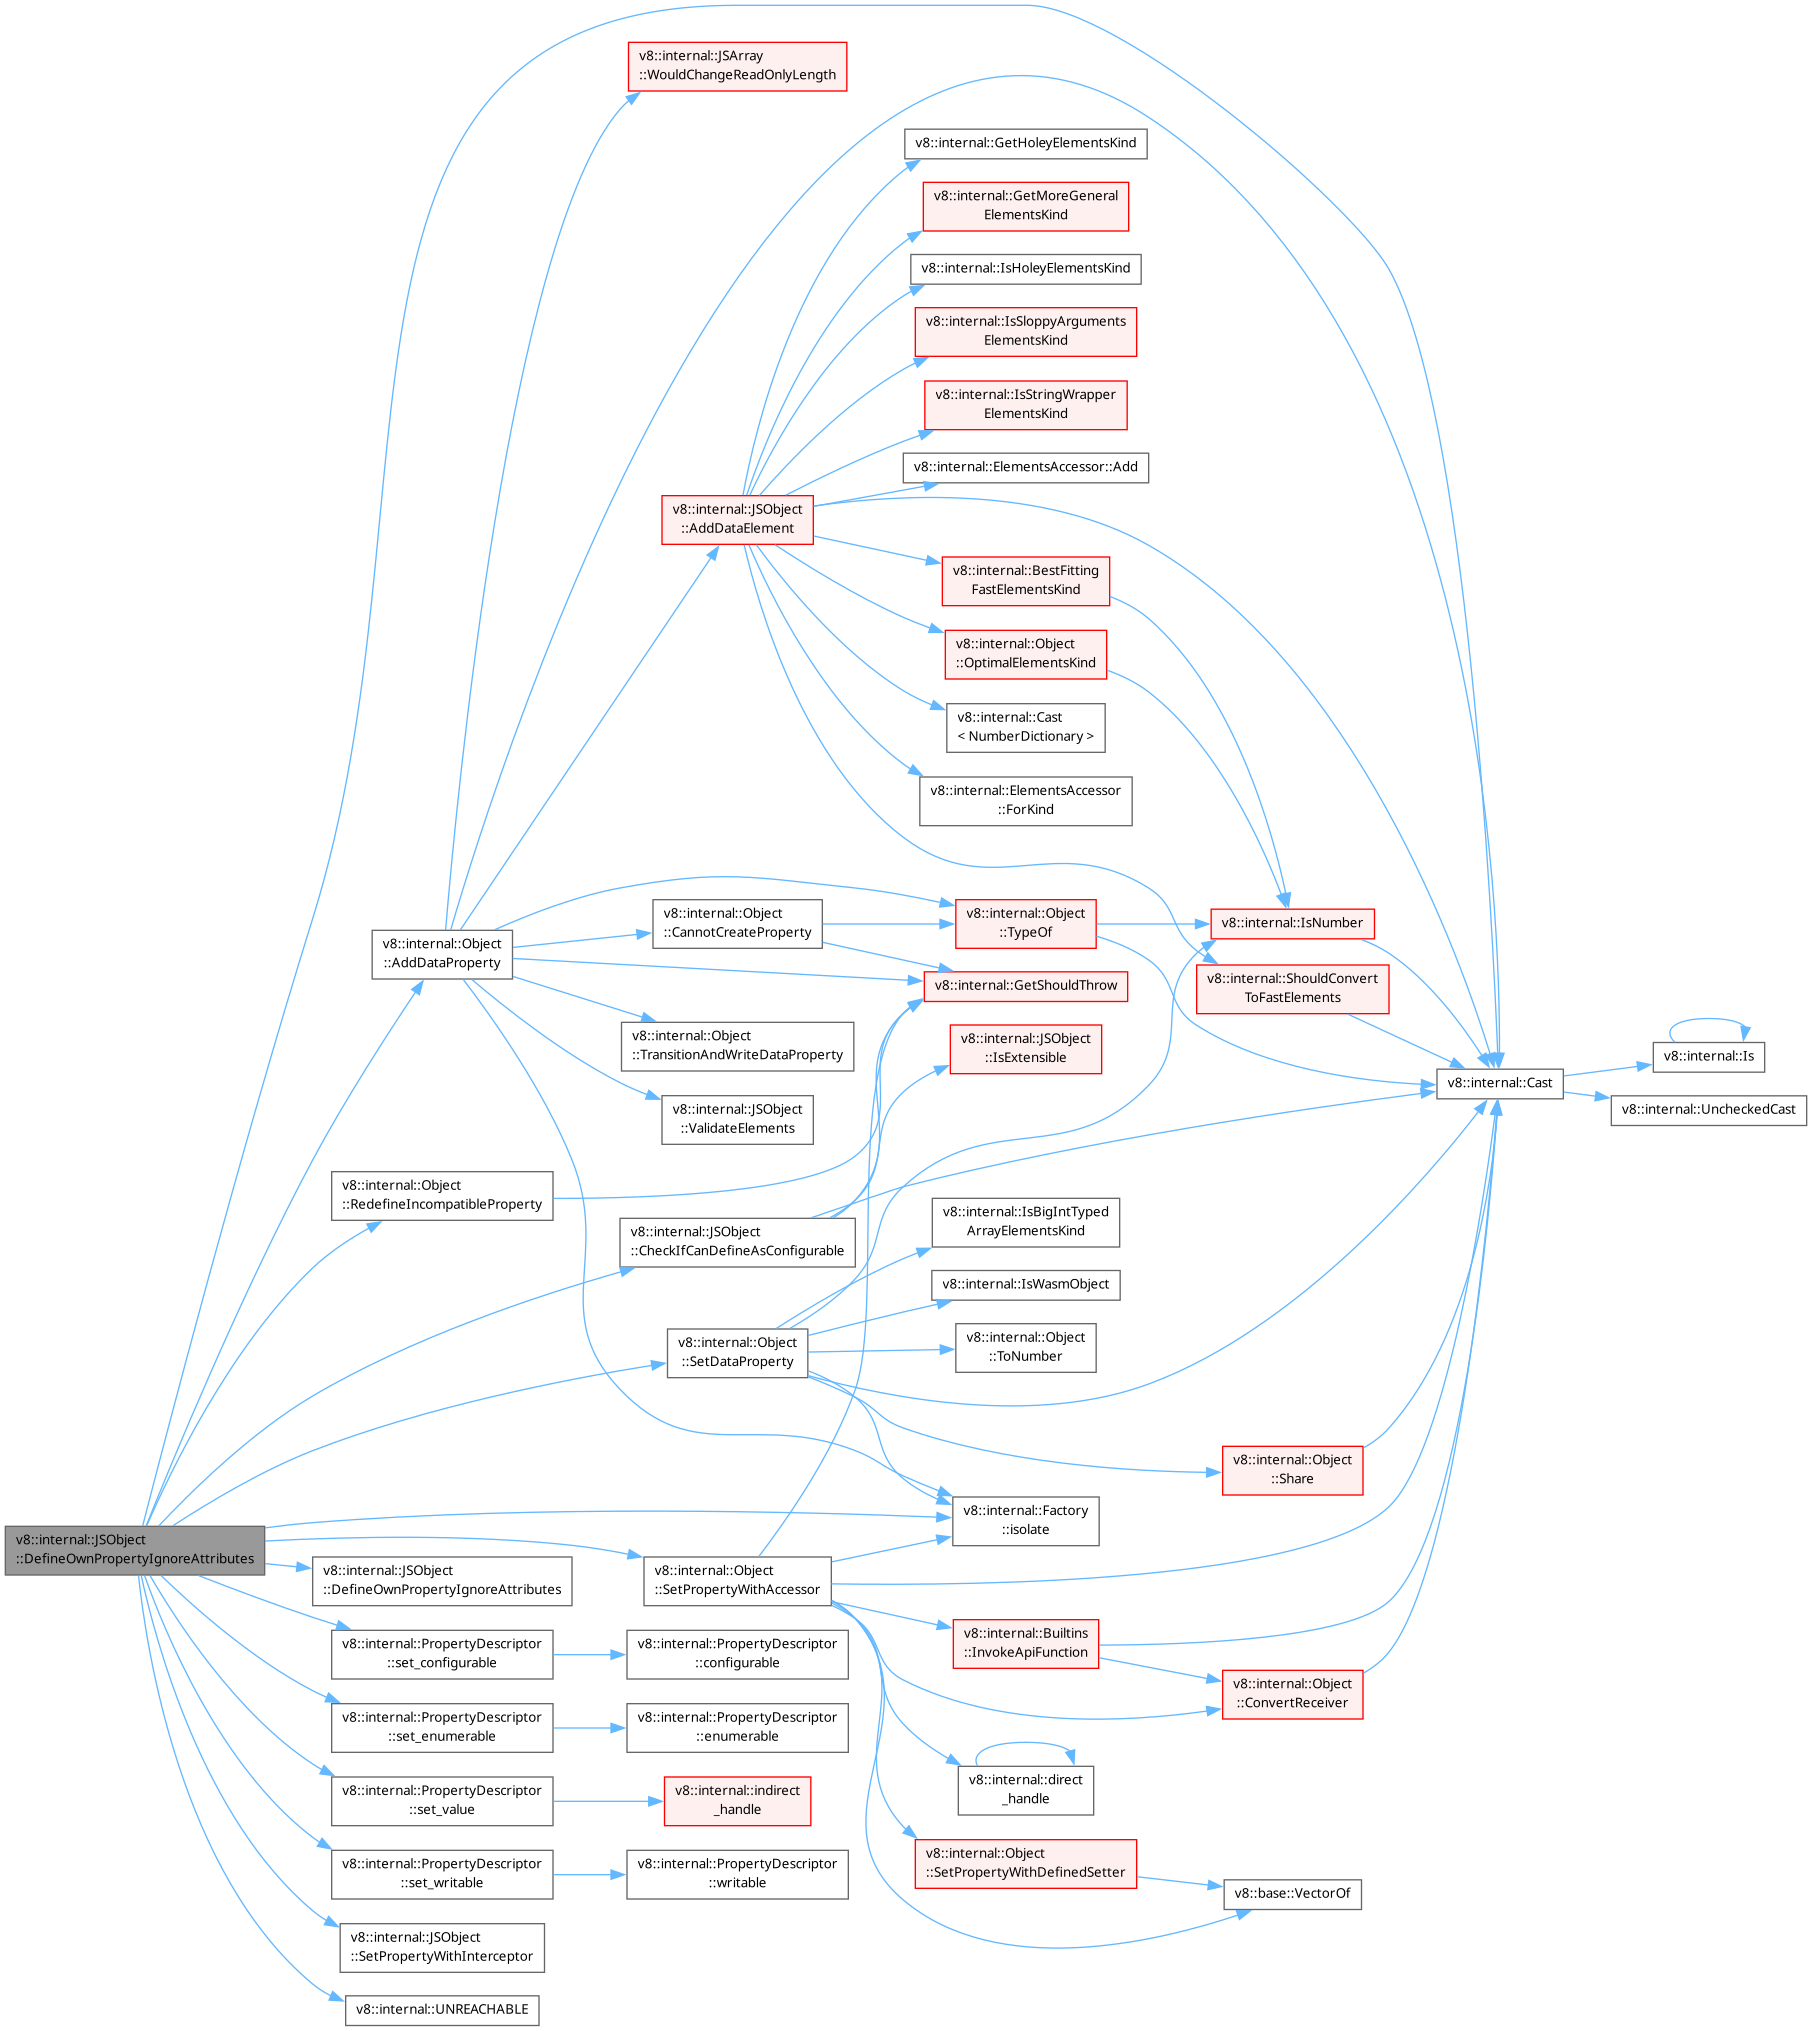 v8::internal::JSArray
::WouldChangeReadOnlyLength
v8::internal::GetHoleyElementsKind
v8::internal::GetMoreGeneral
ElementsKind
v8::internal::IsHoleyElementsKind
v8::internal::IsSloppyArguments
ElementsKind
v8::internal::IsStringWrapper
ElementsKind
v8::internal::ElementsAccessor::Add
v8::internal::JSObject
::AddDataElement
v8::internal::BestFitting
FastElementsKind
v8::internal::Object
::OptimalElementsKind
v8::internal::Cast
< NumberDictionary >
v8::internal::ElementsAccessor
::ForKind
v8::internal::Object
::AddDataProperty
v8::internal::Object
::CannotCreateProperty
v8::internal::Object
::TypeOf
v8::internal::IsNumber
v8::internal::GetShouldThrow
v8::internal::ShouldConvert
ToFastElements
v8::internal::Object
::TransitionAndWriteDataProperty
v8::internal::JSObject
::IsExtensible
v8::internal::Is
v8::internal::Cast
v8::internal::UncheckedCast
v8::internal::JSObject
::ValidateElements
v8::internal::Object
::RedefineIncompatibleProperty
v8::internal::JSObject
::CheckIfCanDefineAsConfigurable
v8::internal::IsBigIntTyped
ArrayElementsKind
v8::internal::IsWasmObject
v8::internal::Object
::SetDataProperty
v8::internal::Object
::ToNumber
v8::internal::Object
::Share
v8::internal::Factory
::isolate
v8::internal::JSObject
::DefineOwnPropertyIgnoreAttributes
v8::internal::JSObject
::DefineOwnPropertyIgnoreAttributes
v8::internal::Object
::SetPropertyWithAccessor
v8::internal::Builtins
::InvokeApiFunction
v8::internal::PropertyDescriptor
::set_configurable
v8::internal::PropertyDescriptor
::configurable
v8::internal::Object
::ConvertReceiver
v8::internal::PropertyDescriptor
::set_enumerable
v8::internal::PropertyDescriptor
::enumerable
v8::internal::direct
_handle
v8::internal::PropertyDescriptor
::set_value
v8::internal::indirect
_handle
v8::internal::Object
::SetPropertyWithDefinedSetter
v8::internal::PropertyDescriptor
::set_writable
v8::internal::PropertyDescriptor
::writable
v8::base::VectorOf
v8::internal::JSObject
::SetPropertyWithInterceptor
v8::internal::UNREACHABLE